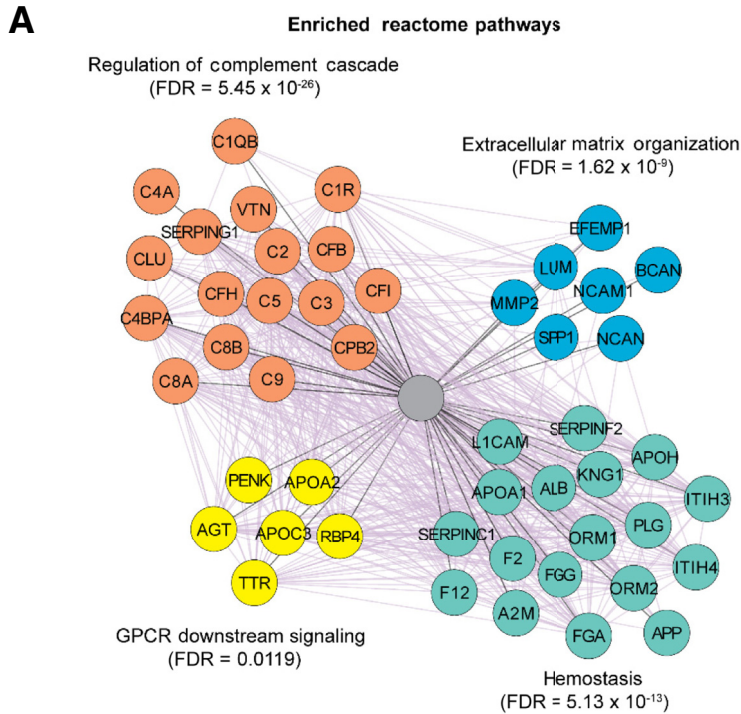 A
Enriched reactome pathways
Regulation of complement cascade
(FDR = 5.45 x 10-26)
Extracellular matrix organization
(FDR = 1.62 x 10-9)
C1QB
C4A
C1R
VTN
SERPING1
C2
CFB
CLU
CFH
C5
C3
CFI
C4BPA
C8B
CPB2
C8A
C9
EFEMP1
LUM
BCAN
MMP2
NCAM1
SPP1
NCAN
PENK
APOA2
AGT
APOC3
RBP4
TTR
L1CAM
SERPINF2
APOH
KNG1
ALB
APOA1
ITIH3
PLG
SERPINC1
ORM1
F2
FGG
ITIH4
ORM2
F12
A2M
FGA
APP
GPCR downstream signaling
(FDR = 0.0119)
Hemostasis
(FDR = 5.13 x 10-13)